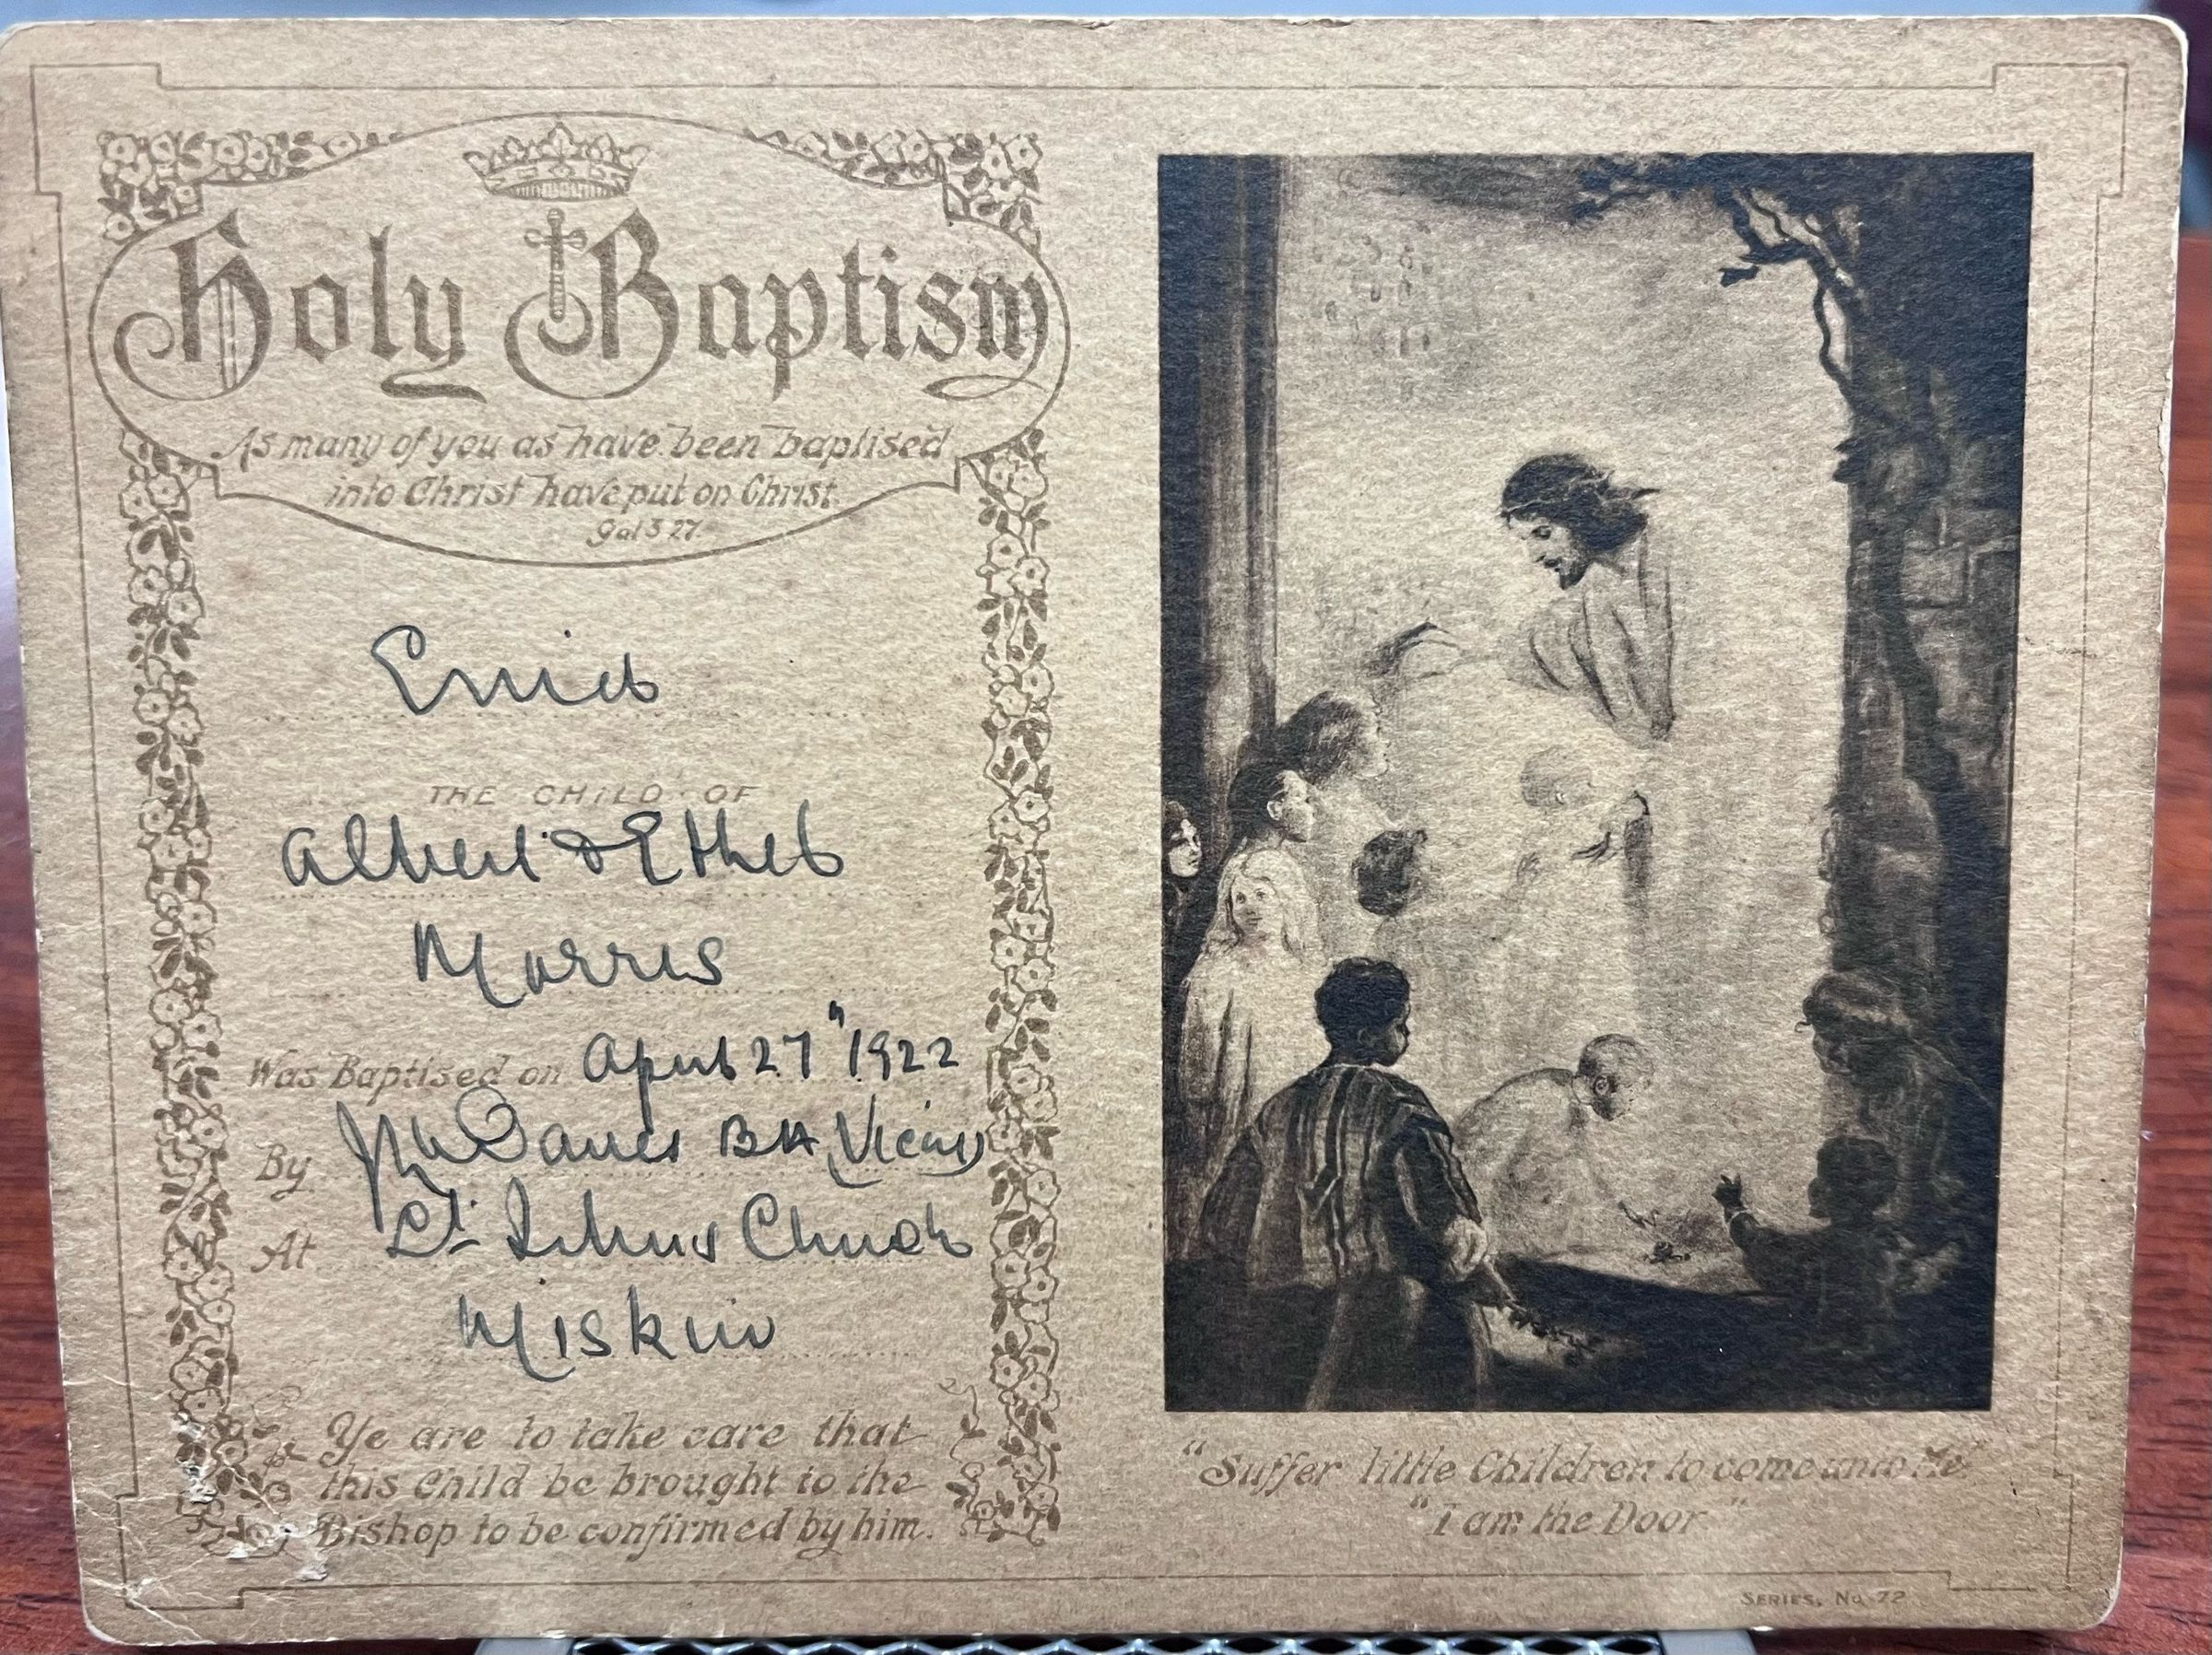 Holy Baptism
As many of you as have been baptised
into Christ have put on Christ.
Gal 3 27.
Enid
THE CHILD OF
Albert & Ethel
Morris
Was Baptised on April 27" 1922
By Davies BA (Vicar)
At St. Johns Church
Miskin
Ye are to take care that
this Child be brought to the
Bishop to be confirmed by him.
"Suffer little Children to come unto Me"
"I am the Door"
SERIES, No 72